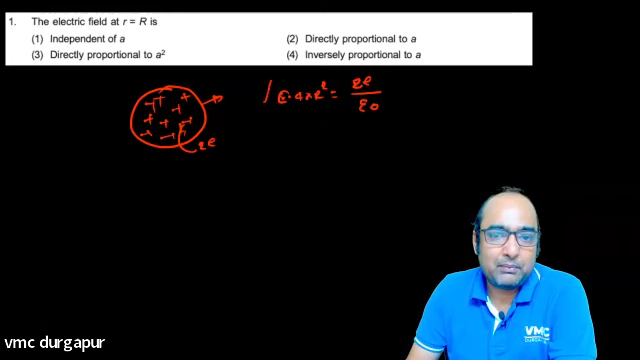 1. The electric field at r = R is
(1) Independent of a (2) Directly proportional to a
(3) Directly proportional to a² (4) Inversely proportional to a
E · 4πR² = ze / ε0
ze
VMC
DURGAPUR
vmc durgapur